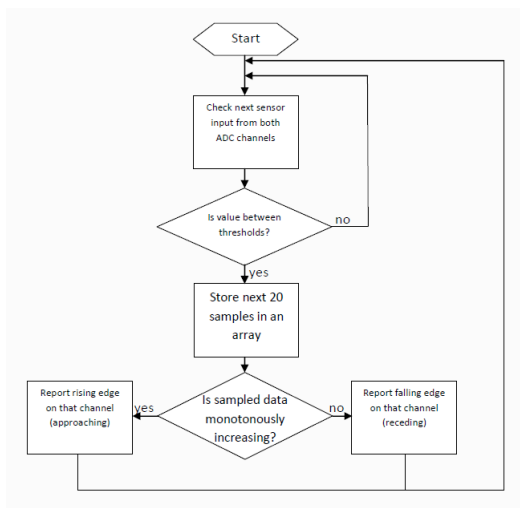 Start
Check next sensor
input from both
ADC channels
Is value between
thresholds?
no
yes
Store next 20
samples in an
array
Is sampled data
monotonously
increasing?
yes
no
Report rising edge
on that channel
(approaching)
Report falling edge
on that channel
(receding)